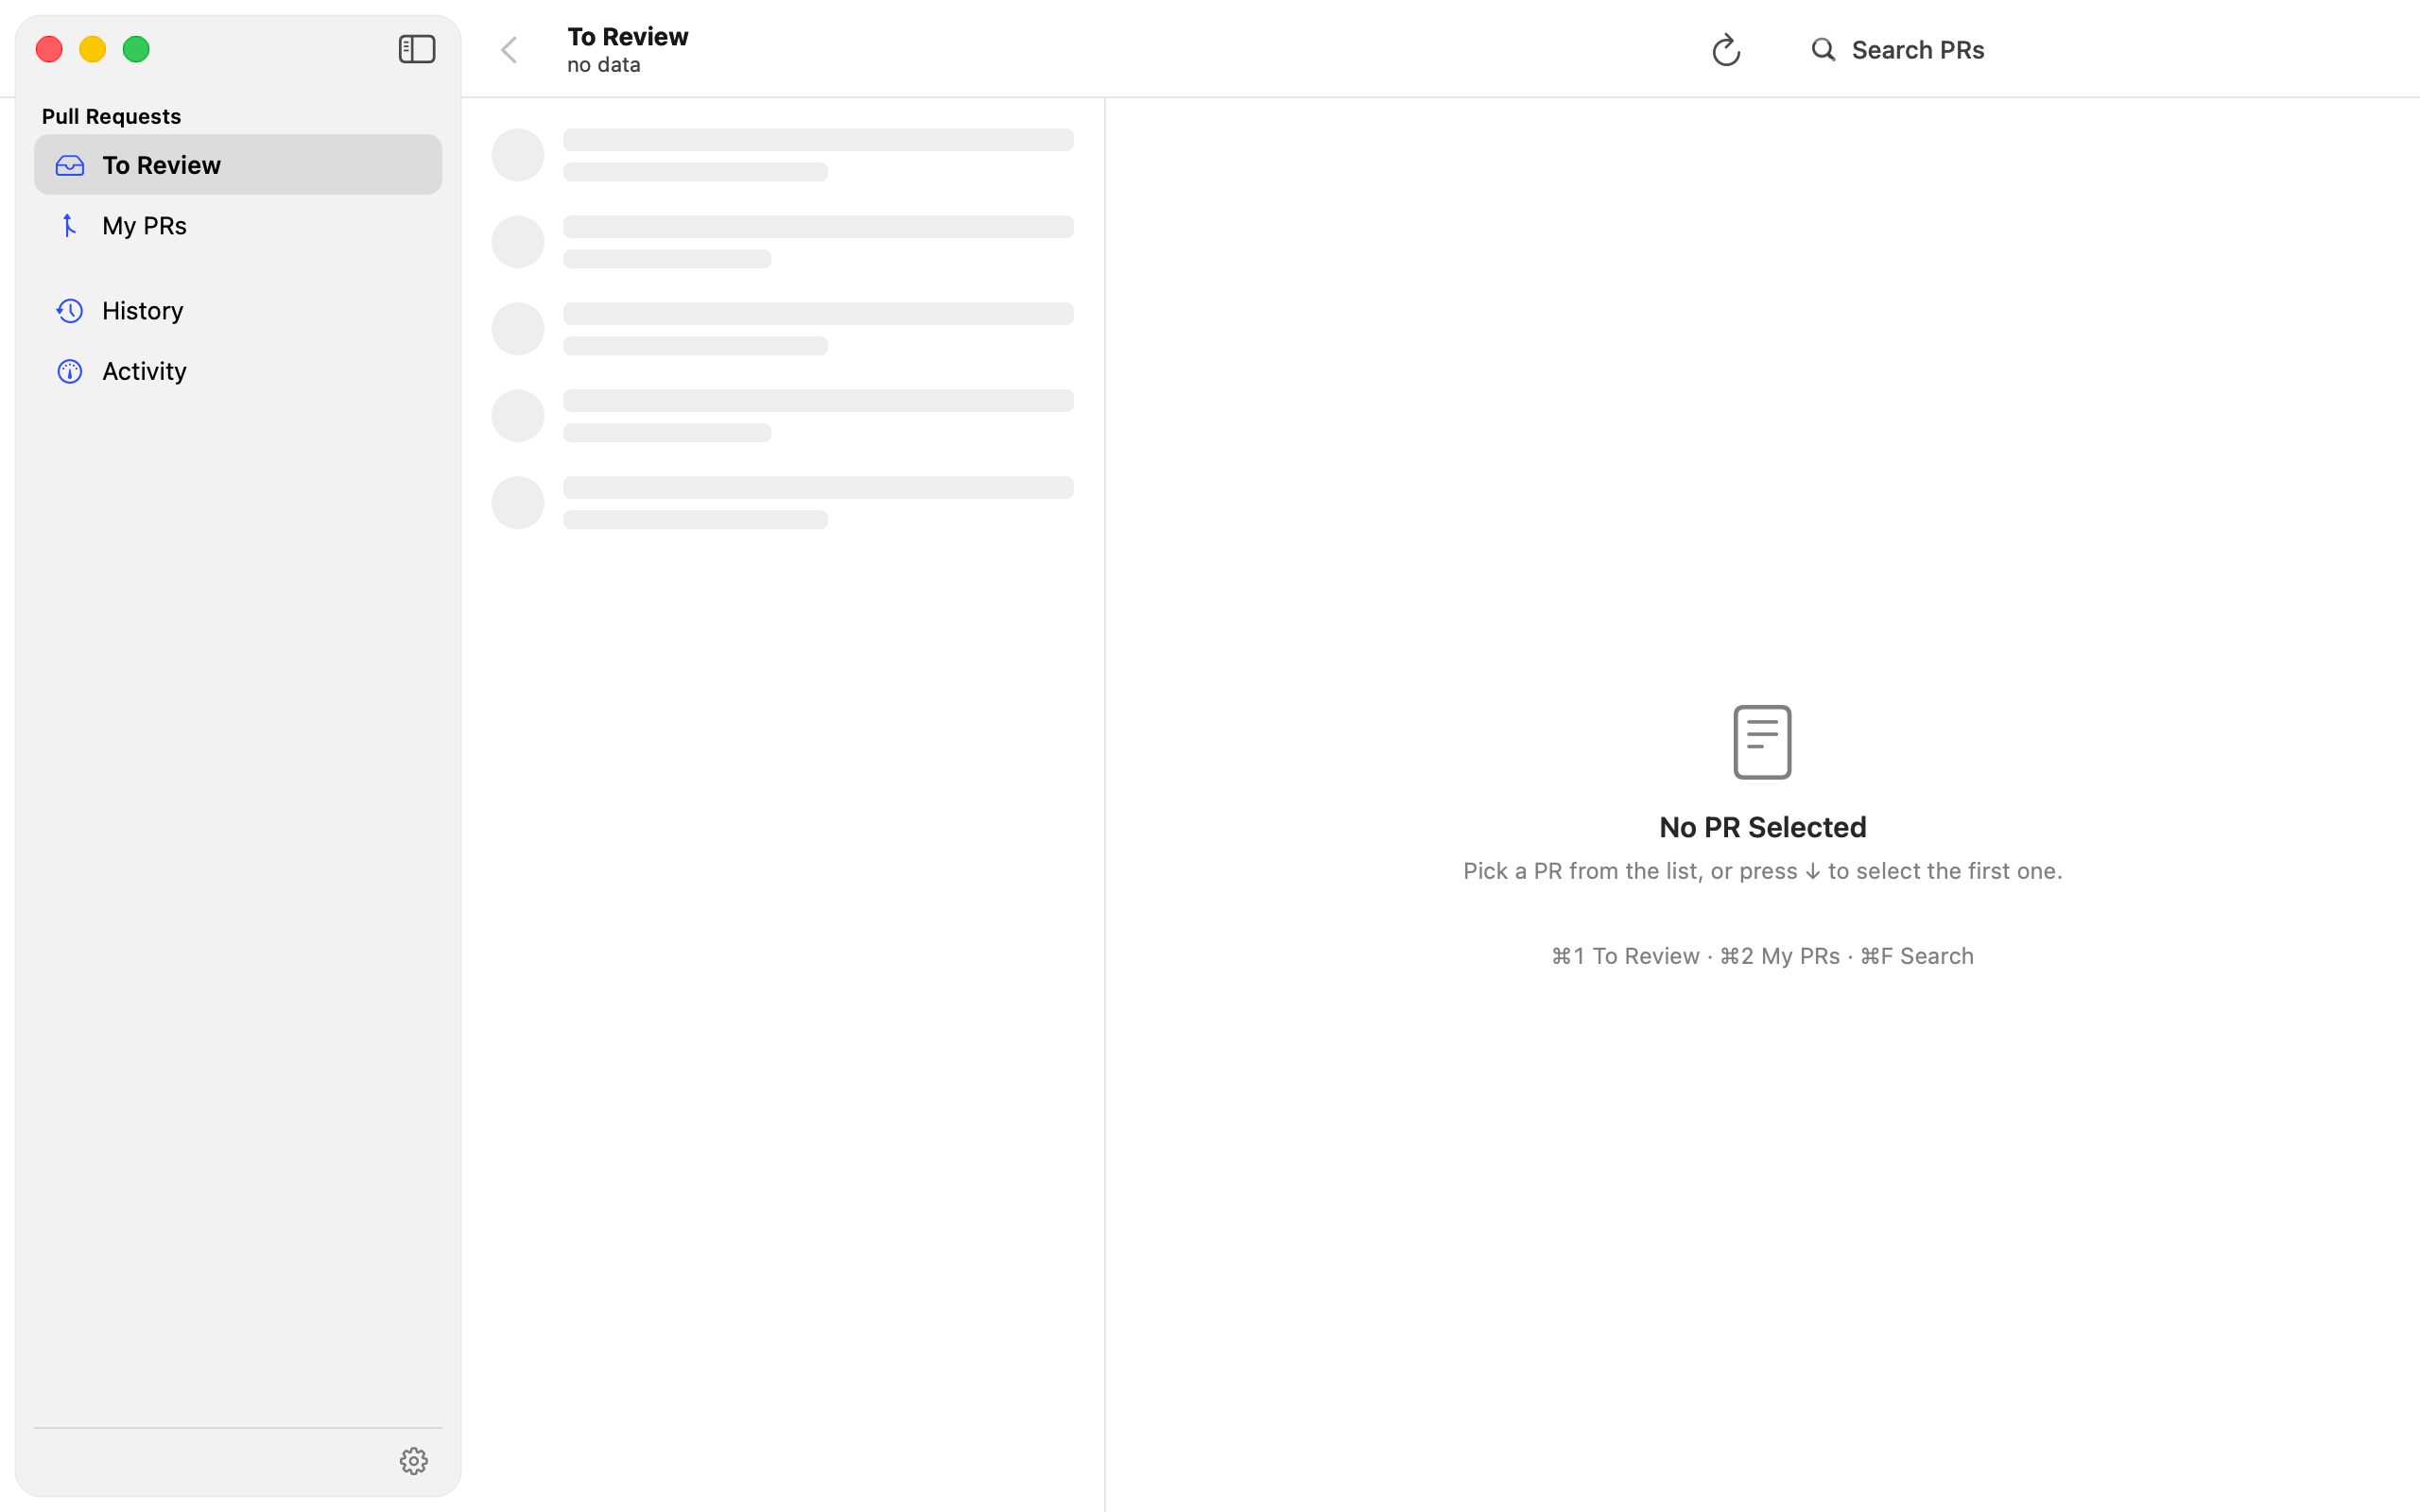 Pull Requests
To Review
My PRs
History
Activity
To Review
no data
Search PRs
No PR Selected
Pick a PR from the list, or press ↓ to select the first one.
⌘1 To Review · ⌘2 My PRs · ⌘F Search